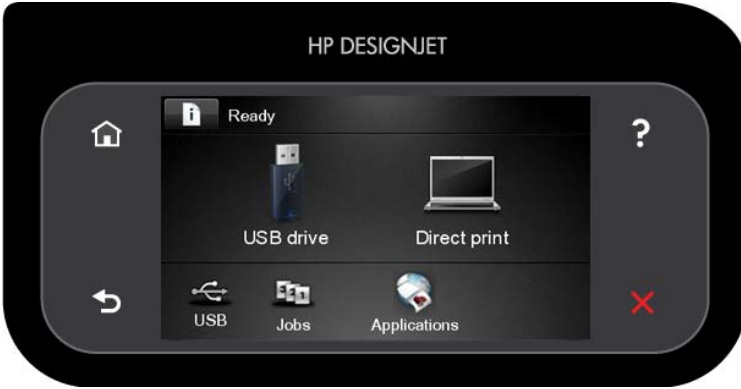 HP DESIGNJET
i Ready
?
USB drive Direct print
USB Jobs Applications